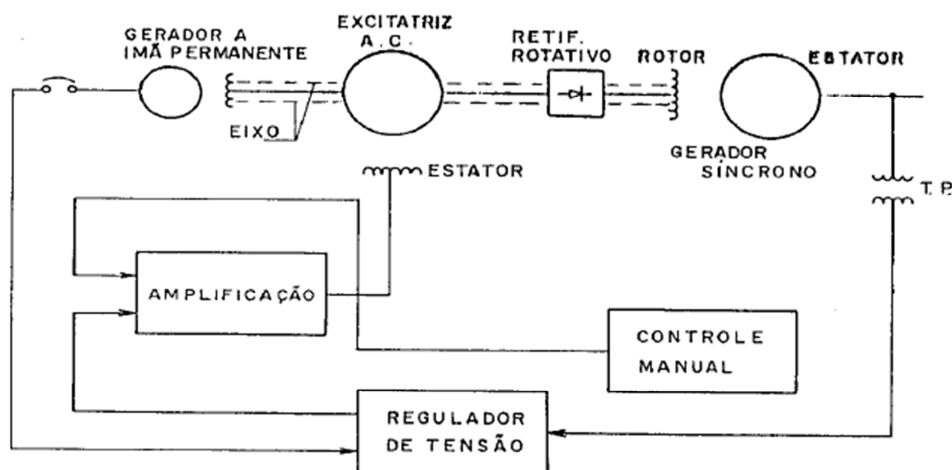 GERADOR A
IMÃ PERMANENTE
EXCITATRIZ
A.C.
RETIF.
ROTATIVO
ROTOR
ESTATOR
EIXO
GERADOR
SÍNCRONO
ESTATOR
T.P.
AMPLIFICAÇÃO
CONTROLE
MANUAL
REGULADOR
DE TENSÃO